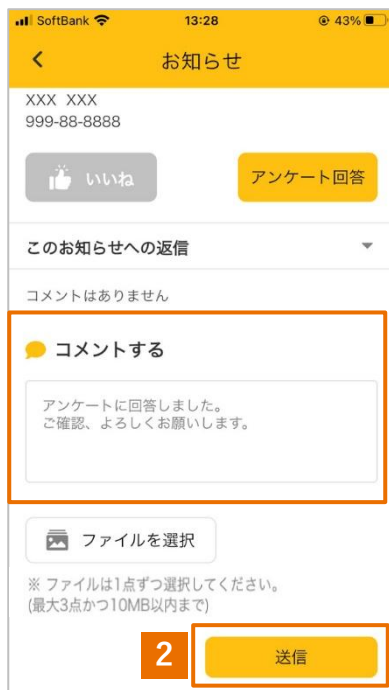 SoftBank 13:28 43%
お知らせ
XXX XXX
999-88-8888
いいね アンケート回答
このお知らせへの返信
コメントはありません
コメントする
アンケートに回答しました。
ご確認、よろしくお願いします。
ファイルを選択
※ ファイルは1点ずつ選択してください。
(最大3点かつ10MB以内まで)
2 送信